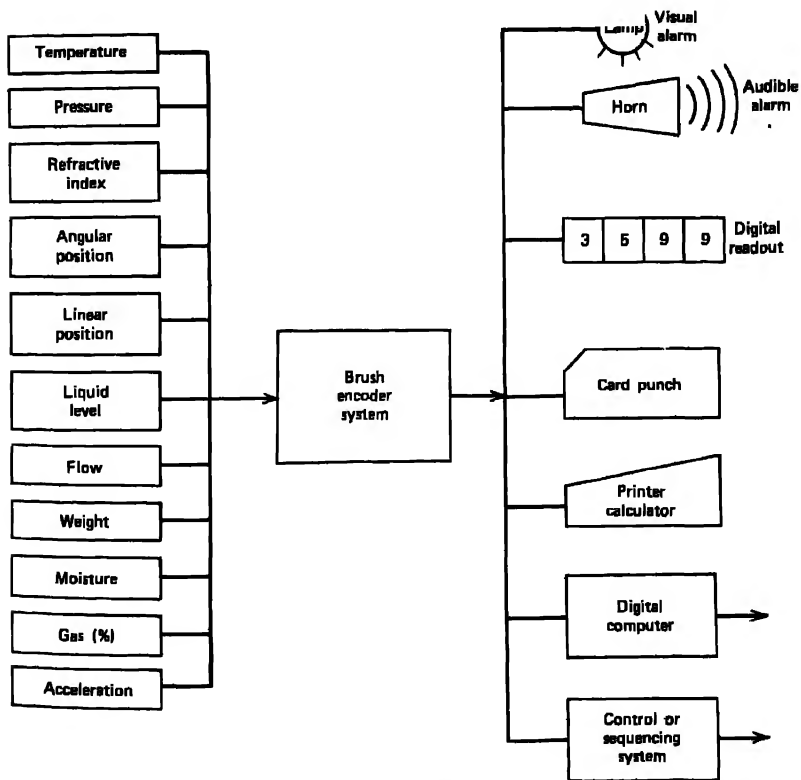 Temperature
Pressure
Refractive
index
Angular
position
Linear
position
Liquid
level
Flow
Weight
Moisture
Gas (%)
Acceleration
Brush
encoder
system
Lamp
Visual
alarm
Horn
Audible
alarm
3 5 9 9
Digital
readout
Card punch
Printer
calculator
Digital
computer
Control or
sequencing
system